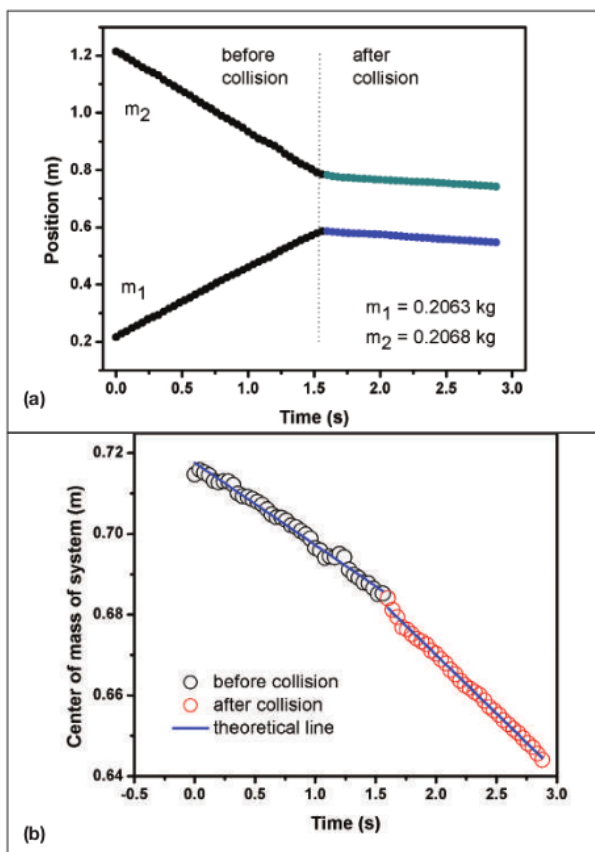 before collision
after collision
m2
m1
m1 = 0.2063 kg
m2 = 0.2068 kg
Position (m)
1.2
1.0
0.8
0.6
0.4
0.2
0.0 0.5 1.0 1.5 2.0 2.5 3.0
Time (s)
(a)
Center of mass of system (m)
0.72
0.70
0.68
0.66
0.64
before collision
after collision
theoretical line
-0.5 0.0 0.5 1.0 1.5 2.0 2.5 3.0
Time (s)
(b)